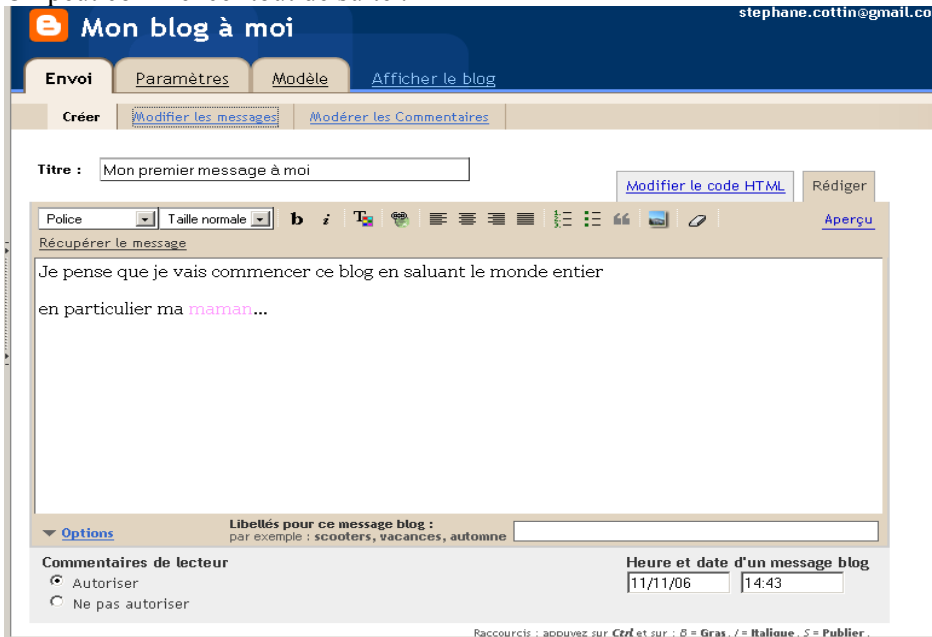 stephane.cottin@gmail.co
Mon blog à moi
Envoi Paramètres Modèle Afficher le blog
Créer Modifier les messages Modérer les Commentaires
Titre : Mon premier message à moi
Modifier le code HTML Rédiger
Police Taille normale b i T Aperçu
Récupérer le message
Je pense que je vais commencer ce blog en saluant le monde entier
en particulier ma maman...
Options Libellés pour ce message blog :
par exemple : scooters, vacances, automne
Commentaires de lecteur Heure et date d'un message blog
Autoriser 11/11/06 14:43
Ne pas autoriser
Raccourcis : appuyez sur Ctrl et sur : B = Gras, I = Italique, S = Publier,